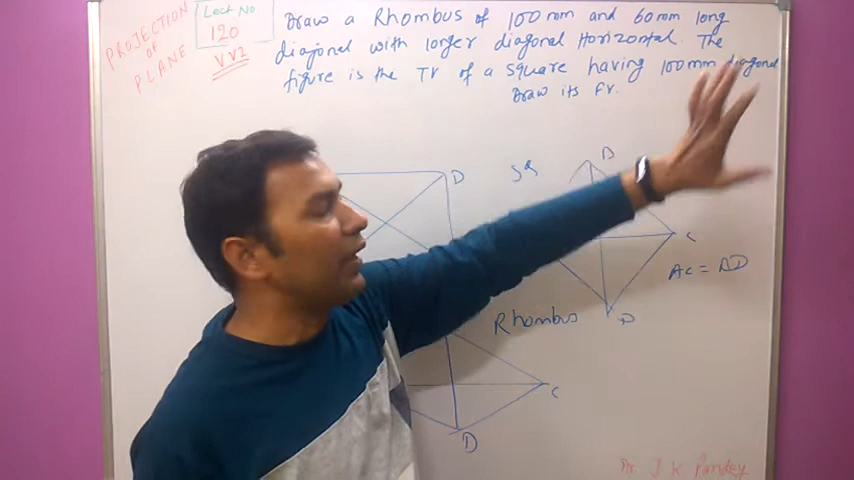 PROJECTION
OF
PLANE
Lect No
120
VV2
Draw a Rhombus of 100 mm and 60 mm long
diagonal with longer diagonal Horizontal. The
figure is the TV of a square having 100 mm diagonal
Draw its FV.
D
Sq
B
C
AC = BD
Rhombus
D
C
D
Dr. J K Pandey